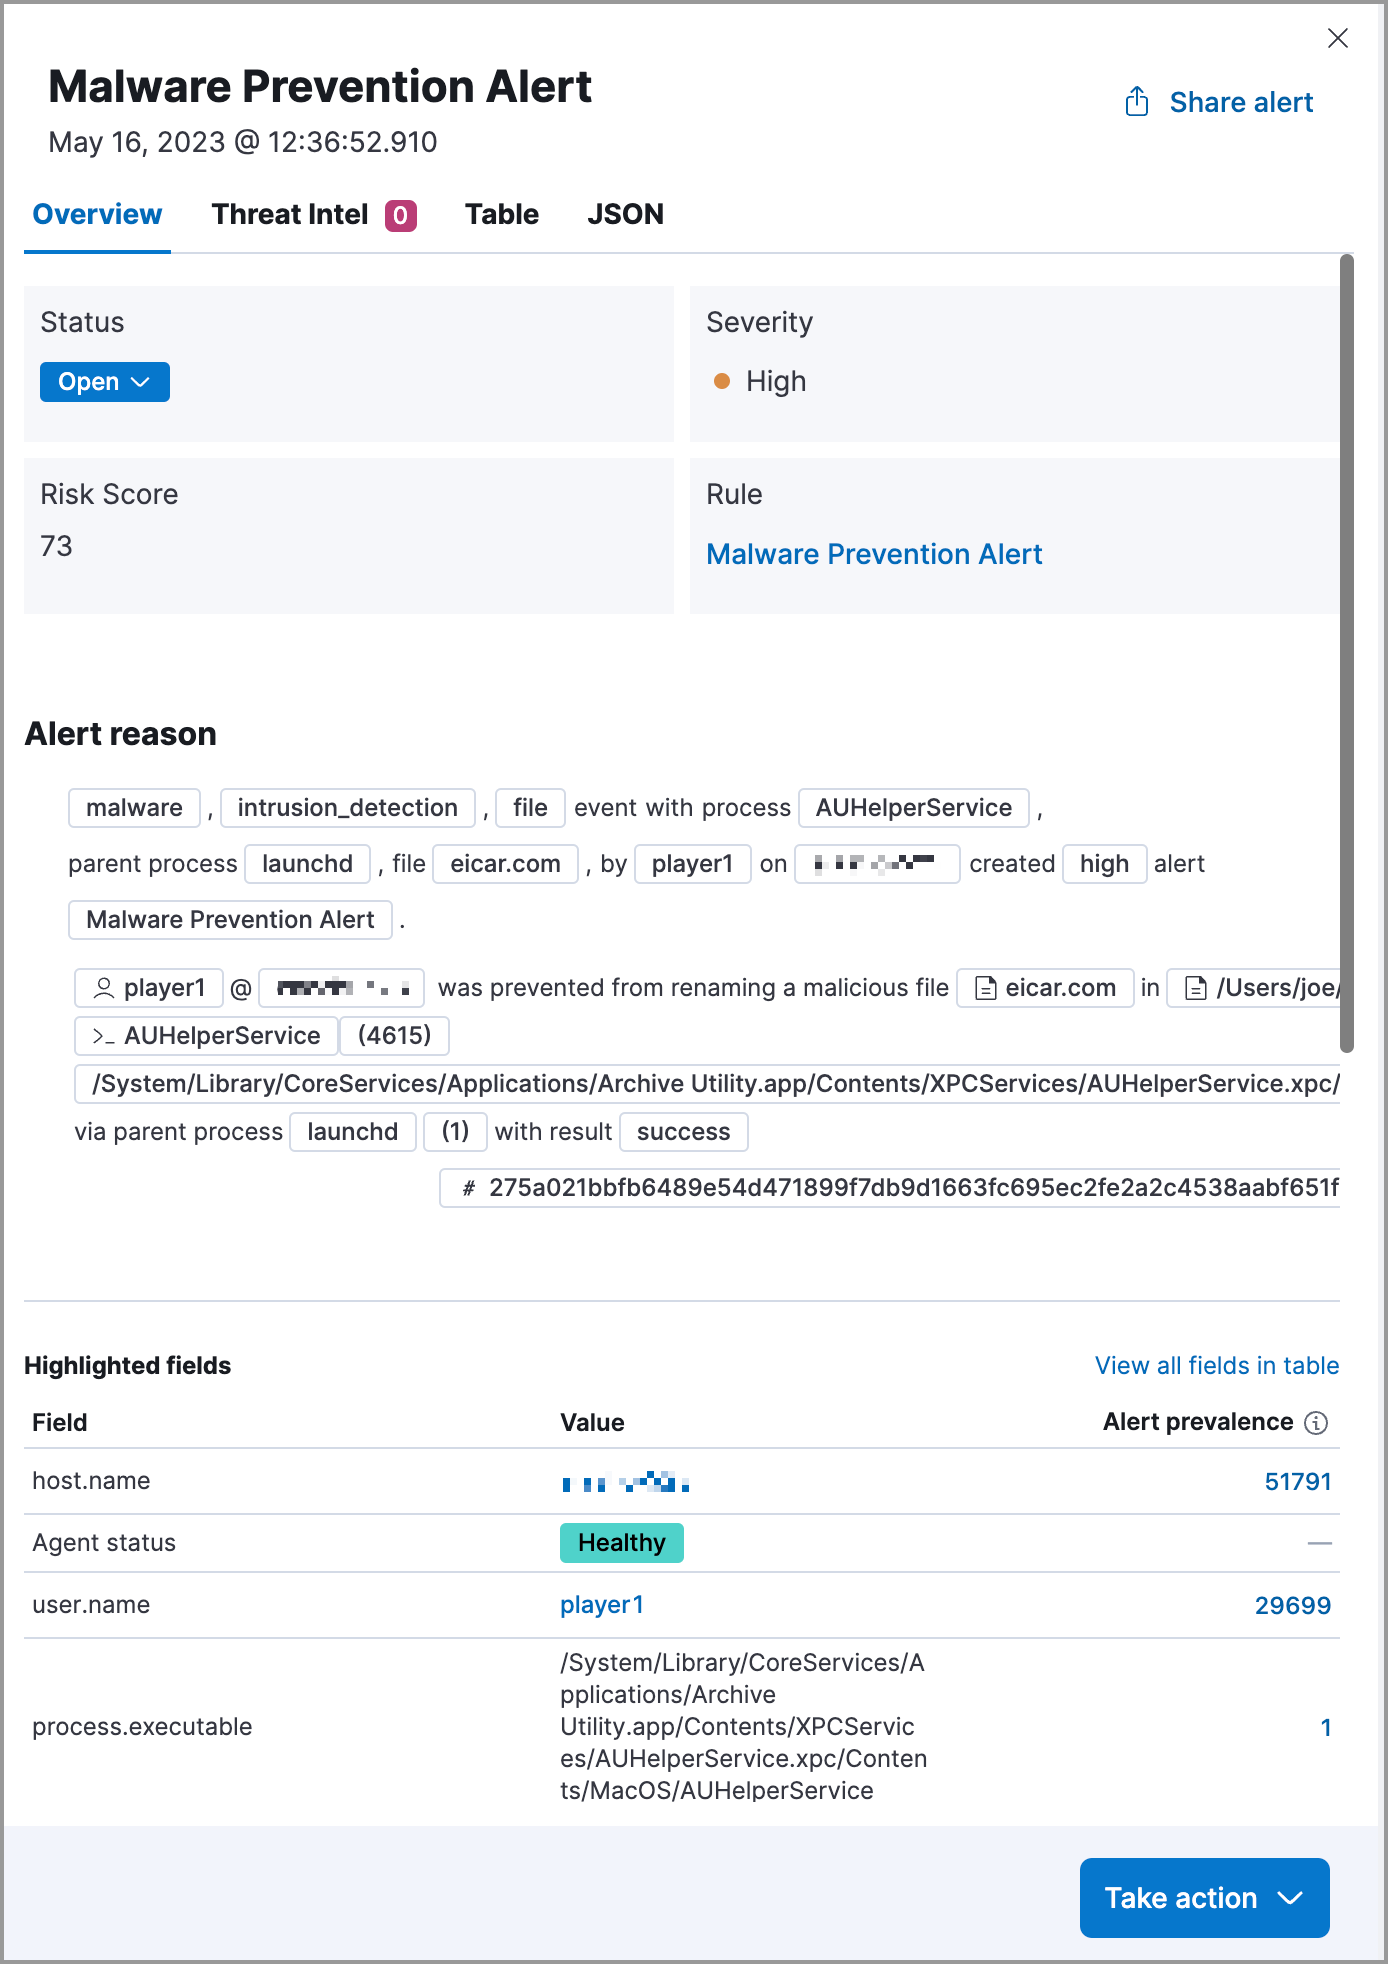 Malware Prevention Alert
Share alert
May 16, 2023 @ 12:36:52.910
Overview Threat Intel 0 Table JSON
Status
Open
Severity
High
Risk Score
73
Rule
Malware Prevention Alert
Alert reason
malware , intrusion_detection , file event with process AUHelperService ,
parent process launchd , file eicar.com , by player1 on created high alert
Malware Prevention Alert .
player1 @ was prevented from renaming a malicious file eicar.com in /Users/joe/
>_ AUHelperService (4615)
/System/Library/CoreServices/Applications/Archive Utility.app/Contents/XPCServices/AUHelperService.xpc/
via parent process launchd (1) with result success
# 275a021bbfb6489e54d471899f7db9d1663fc695ec2fe2a2c4538aabf651f
Highlighted fields View all fields in table
Field Value Alert prevalence
host.name 51791
Agent status Healthy —
user.name player1 29699
process.executable /System/Library/CoreServices/A
pplications/Archive
Utility.app/Contents/XPCServic
es/AUHelperService.xpc/Conten
ts/MacOS/AUHelperService
1
Take action